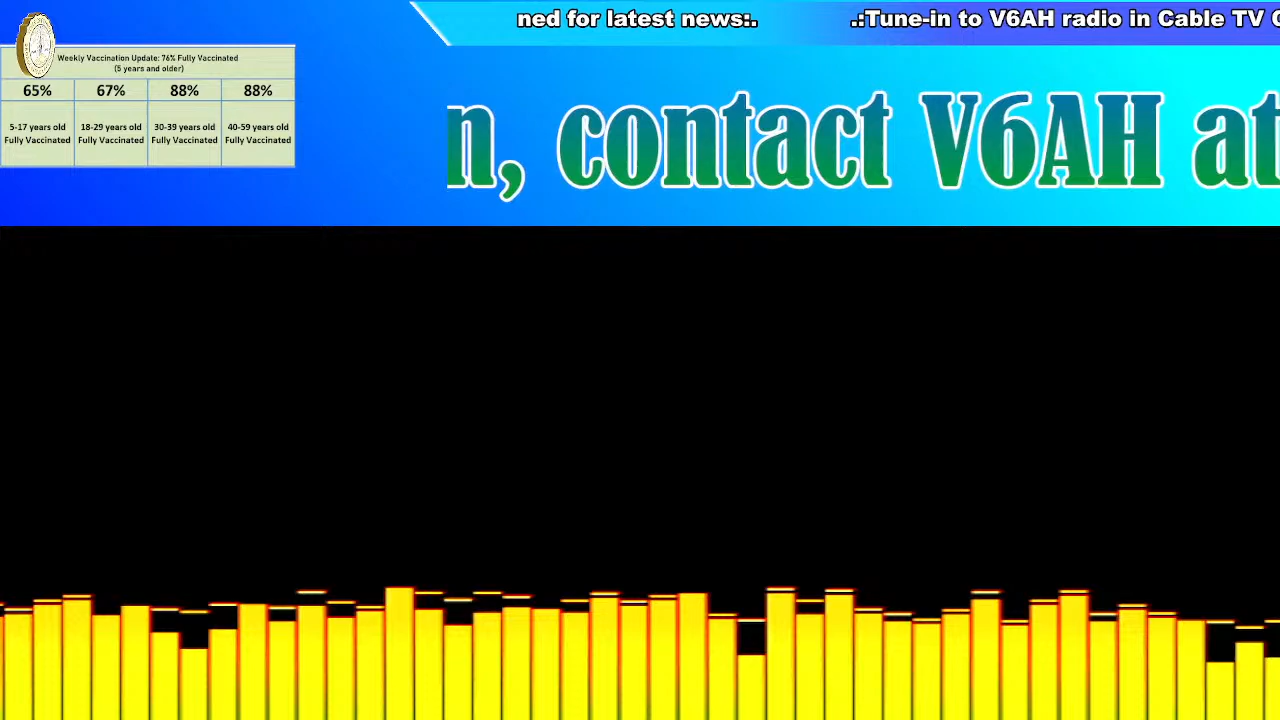 ned for latest news:. .:Tune-in to V6AH radio in Cable TV
Weekly Vaccination Update: 76% Fully Vaccinated
(5 years and older)
65% 67% 88% 88%
5-17 years old 18-29 years old 30-39 years old 40-59 years old
Fully Vaccinated Fully Vaccinated Fully Vaccinated Fully Vaccinated
n, contact V6AH at